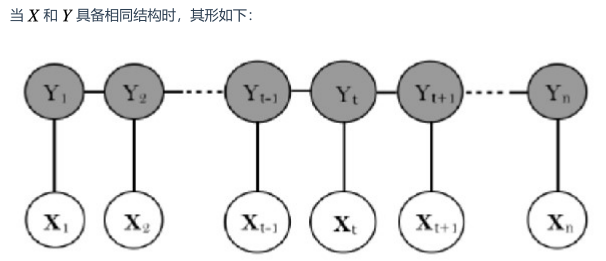 当 X 和 Y 具备相同结构时，其形如下：
Y₁ Y₂ Yₜ₋₁ Yₜ Yₜ₊₁ Yₙ
X₁ X₂ Xₜ₋₁ Xₜ Xₜ₊₁ Xₙ